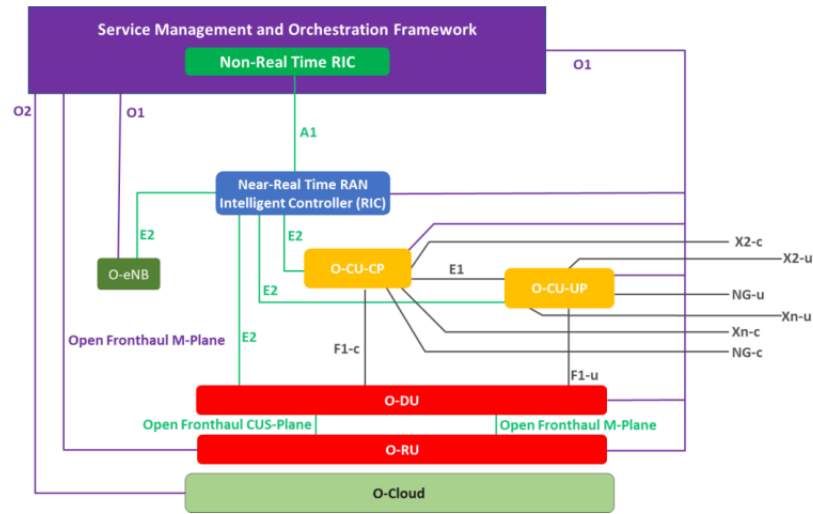 Service Management and Orchestration Framework
Non-Real Time RIC
O1
O2
O1
A1
Near-Real Time RAN
Intelligent Controller (RIC)
E2
E2
X2-c
O-CU-CP
E1
X2-u
O-eNB
E2
O-CU-UP
NG-u
Xn-u
Open Fronthaul M-Plane
E2
Xn-c
F1-c
NG-c
F1-u
O-DU
Open Fronthaul CUS-Plane
Open Fronthaul M-Plane
O-RU
O-Cloud